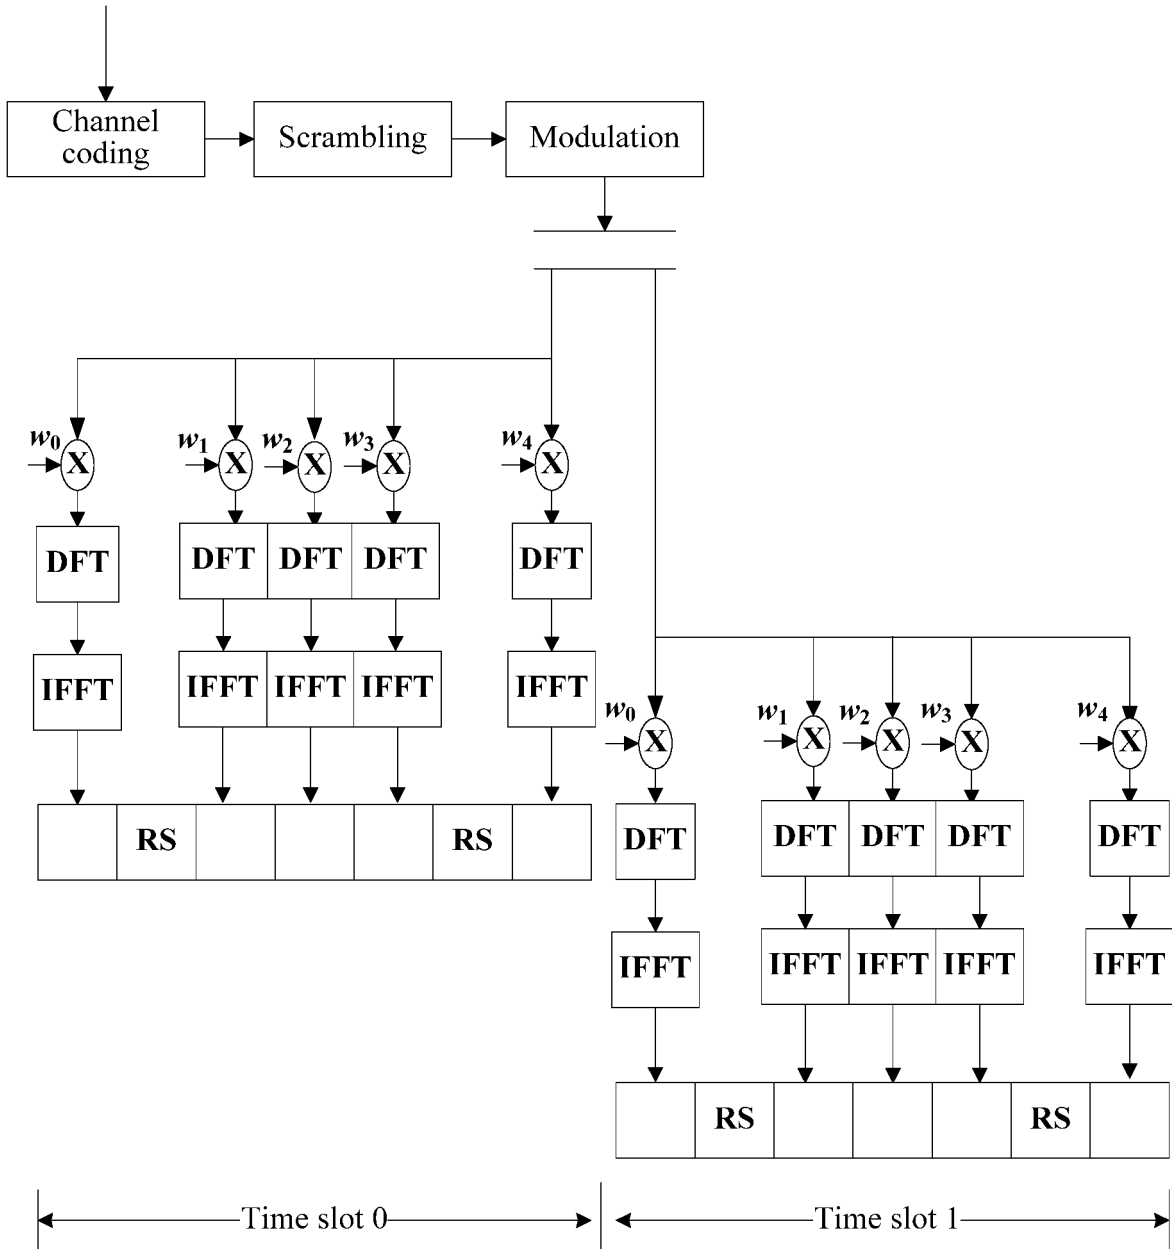 Channel
coding
Scrambling
Modulation
w0 w1 w2 w3 w4
X X X X X
DFT DFT DFT DFT DFT
IFFT IFFT IFFT IFFT IFFT
RS RS
w0 w1 w2 w3 w4
X X X X X
DFT DFT DFT DFT DFT
IFFT IFFT IFFT IFFT IFFT
RS RS
Time slot 0
Time slot 1